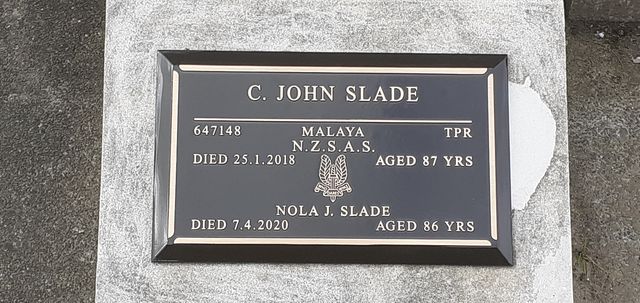 C. JOHN SLADE
647148 MALAYA TPR
N.Z.S.A.S.
DIED 25.1.2018 AGED 87 YRS
NOLA J. SLADE
DIED 7.4.2020 AGED 86 YRS